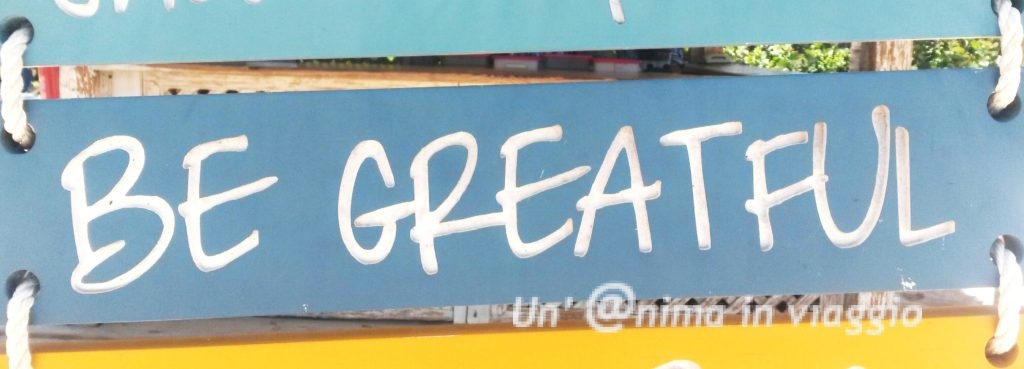 BE GREATFUL
Un' @nima in viaggio